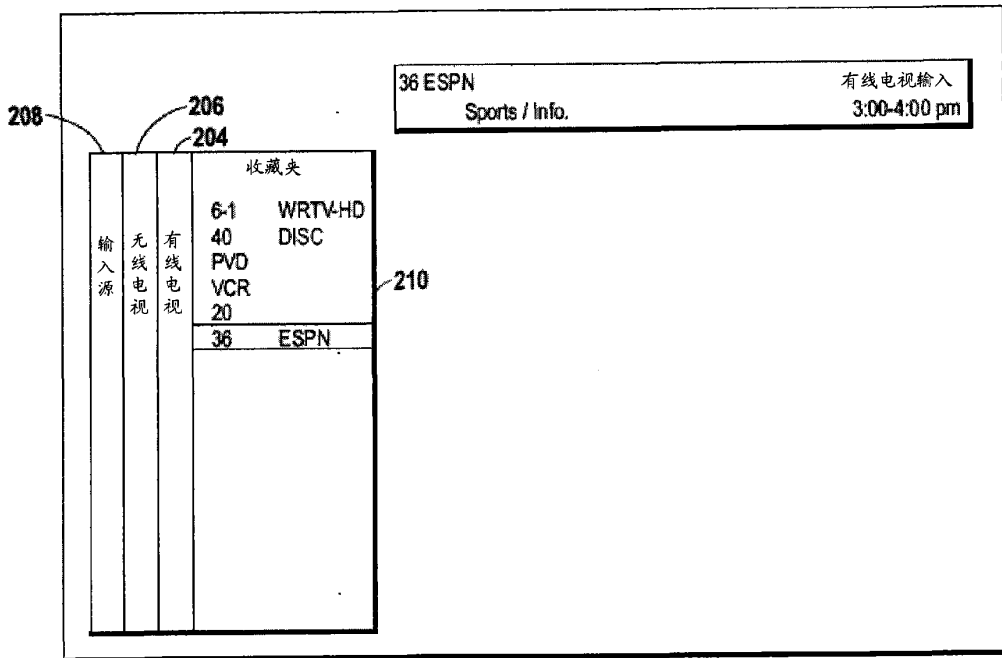 36 ESPN 有线电视输入
Sports / Info. 3:00-4:00 pm
208
206
204
输入源
无线电视
有线电视
收藏夹
6-1 WRTV-HD
40 DISC
PVD
VCR
20
36 ESPN
210